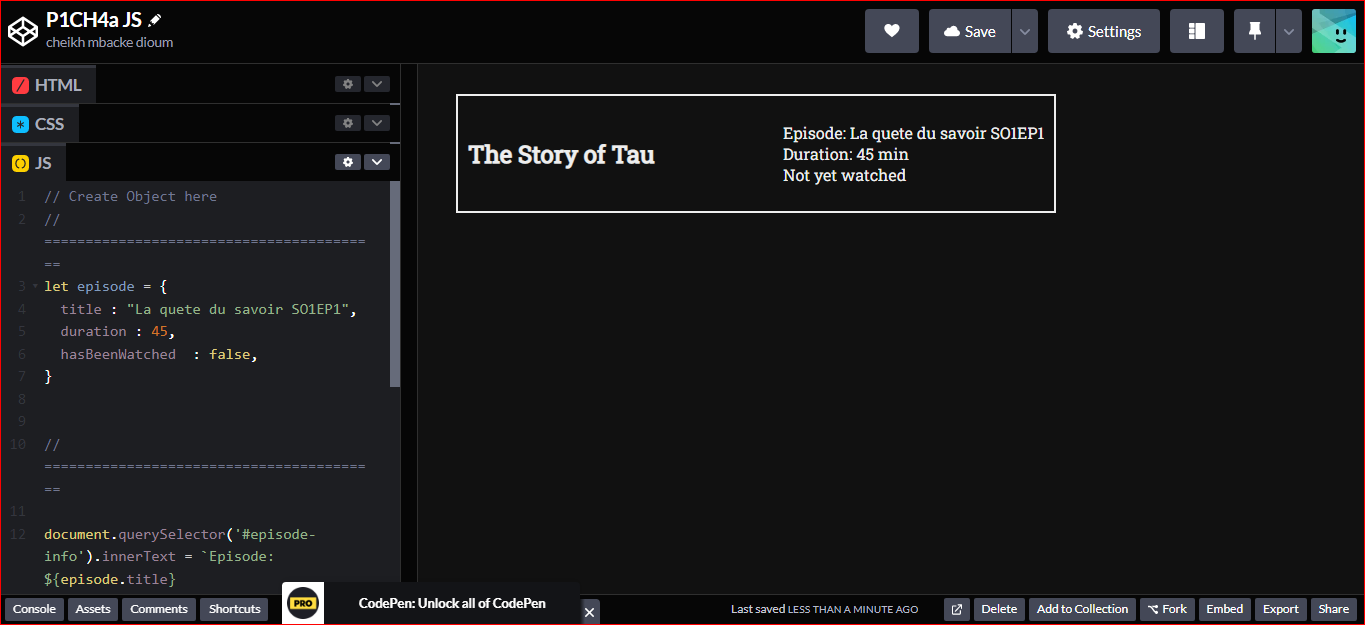 P1CH4a JS
cheikh mbacke dioum
Save
Settings
HTML
CSS
JS
1 // Create Object here
2 //
=======================================
==
3 let episode = {
4 title : "La quete du savoir SO1EP1",
5 duration : 45,
6 hasBeenWatched  : false,
7 }
8
9
10 //
=======================================
==
11
12 document.querySelector('#episode-
info').innerText = `Episode:
${episode.title}
The Story of Tau
Episode: La quete du savoir SO1EP1
Duration: 45 min
Not yet watched
Console
Assets
Comments
Shortcuts
PRO
CodePen: Unlock all of CodePen
Last saved LESS THAN A MINUTE AGO
Delete
Add to Collection
Fork
Embed
Export
Share